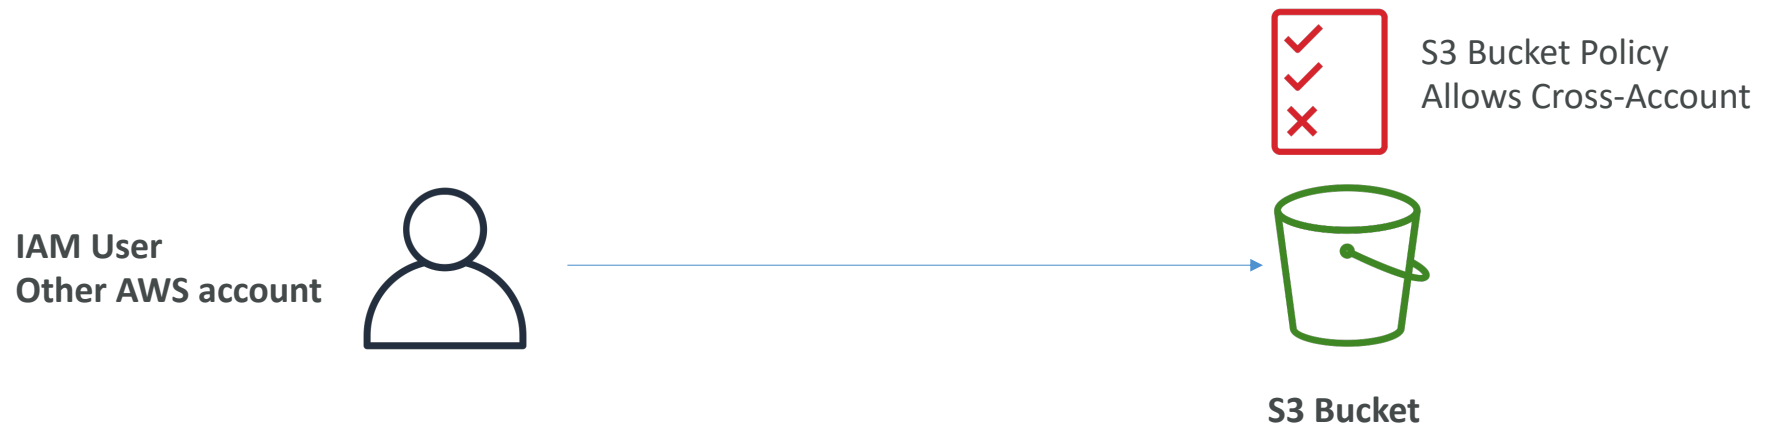 S3 Bucket Policy
Allows Cross-Account
IAM User
Other AWS account
S3 Bucket